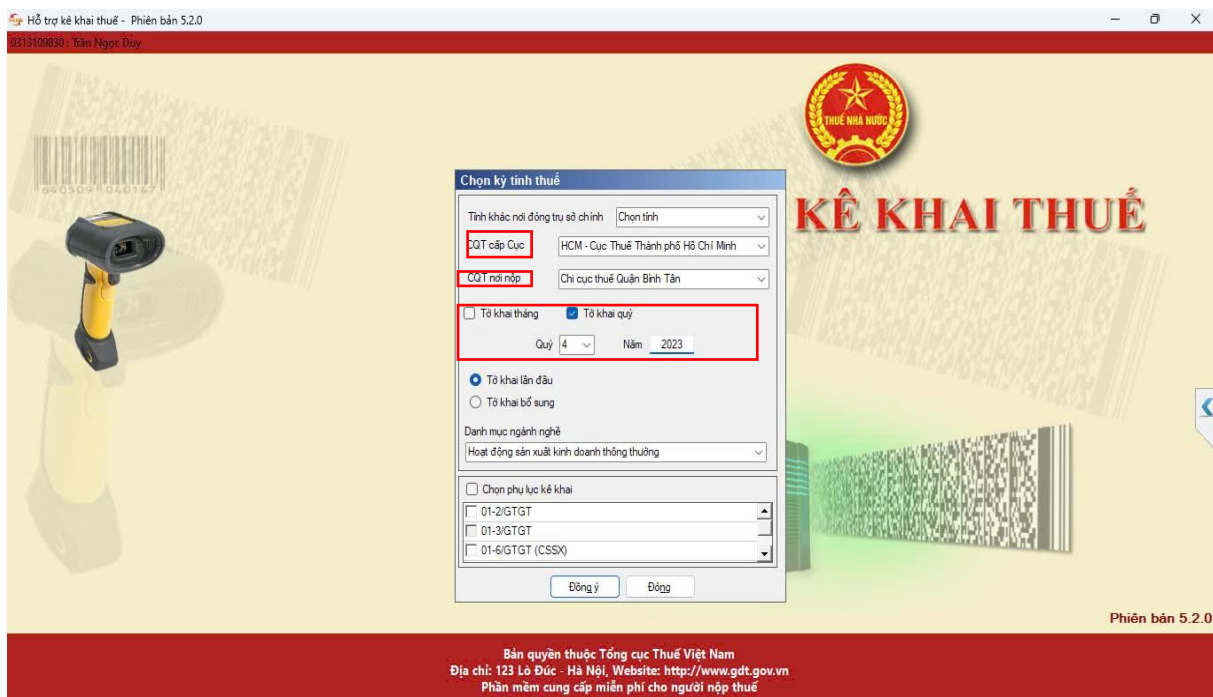 Hỗ trợ kê khai thuế - Phiên bản 5.2.0
0313109830 : Trần Ngọc Duy
THUẾ NHÀ NƯỚC
640509 040147
KÊ KHAI THUẾ
Chọn kỳ tính thuế
Tỉnh khác nơi đóng trụ sở chính Chọn tỉnh
CQT cấp Cục HCM - Cục Thuế Thành phố Hồ Chí Minh
CQT nơi nộp Chi cục thuế Quận Bình Tân
Tờ khai tháng Tờ khai quý
Quý 4 Năm 2023
Tờ khai lần đầu
Tờ khai bổ sung
Danh mục ngành nghề
Hoạt động sản xuất kinh doanh thông thường
Chọn phụ lục kê khai
01-2/GTGT
01-3/GTGT
01-6/GTGT (CSSX)
Đồng ý Đóng
Phiên bản 5.2.0
Bản quyền thuộc Tổng cục Thuế Việt Nam
Địa chỉ: 123 Lò Đúc - Hà Nội, Website: http://www.gdt.gov.vn
Phần mềm cung cấp miễn phí cho người nộp thuế